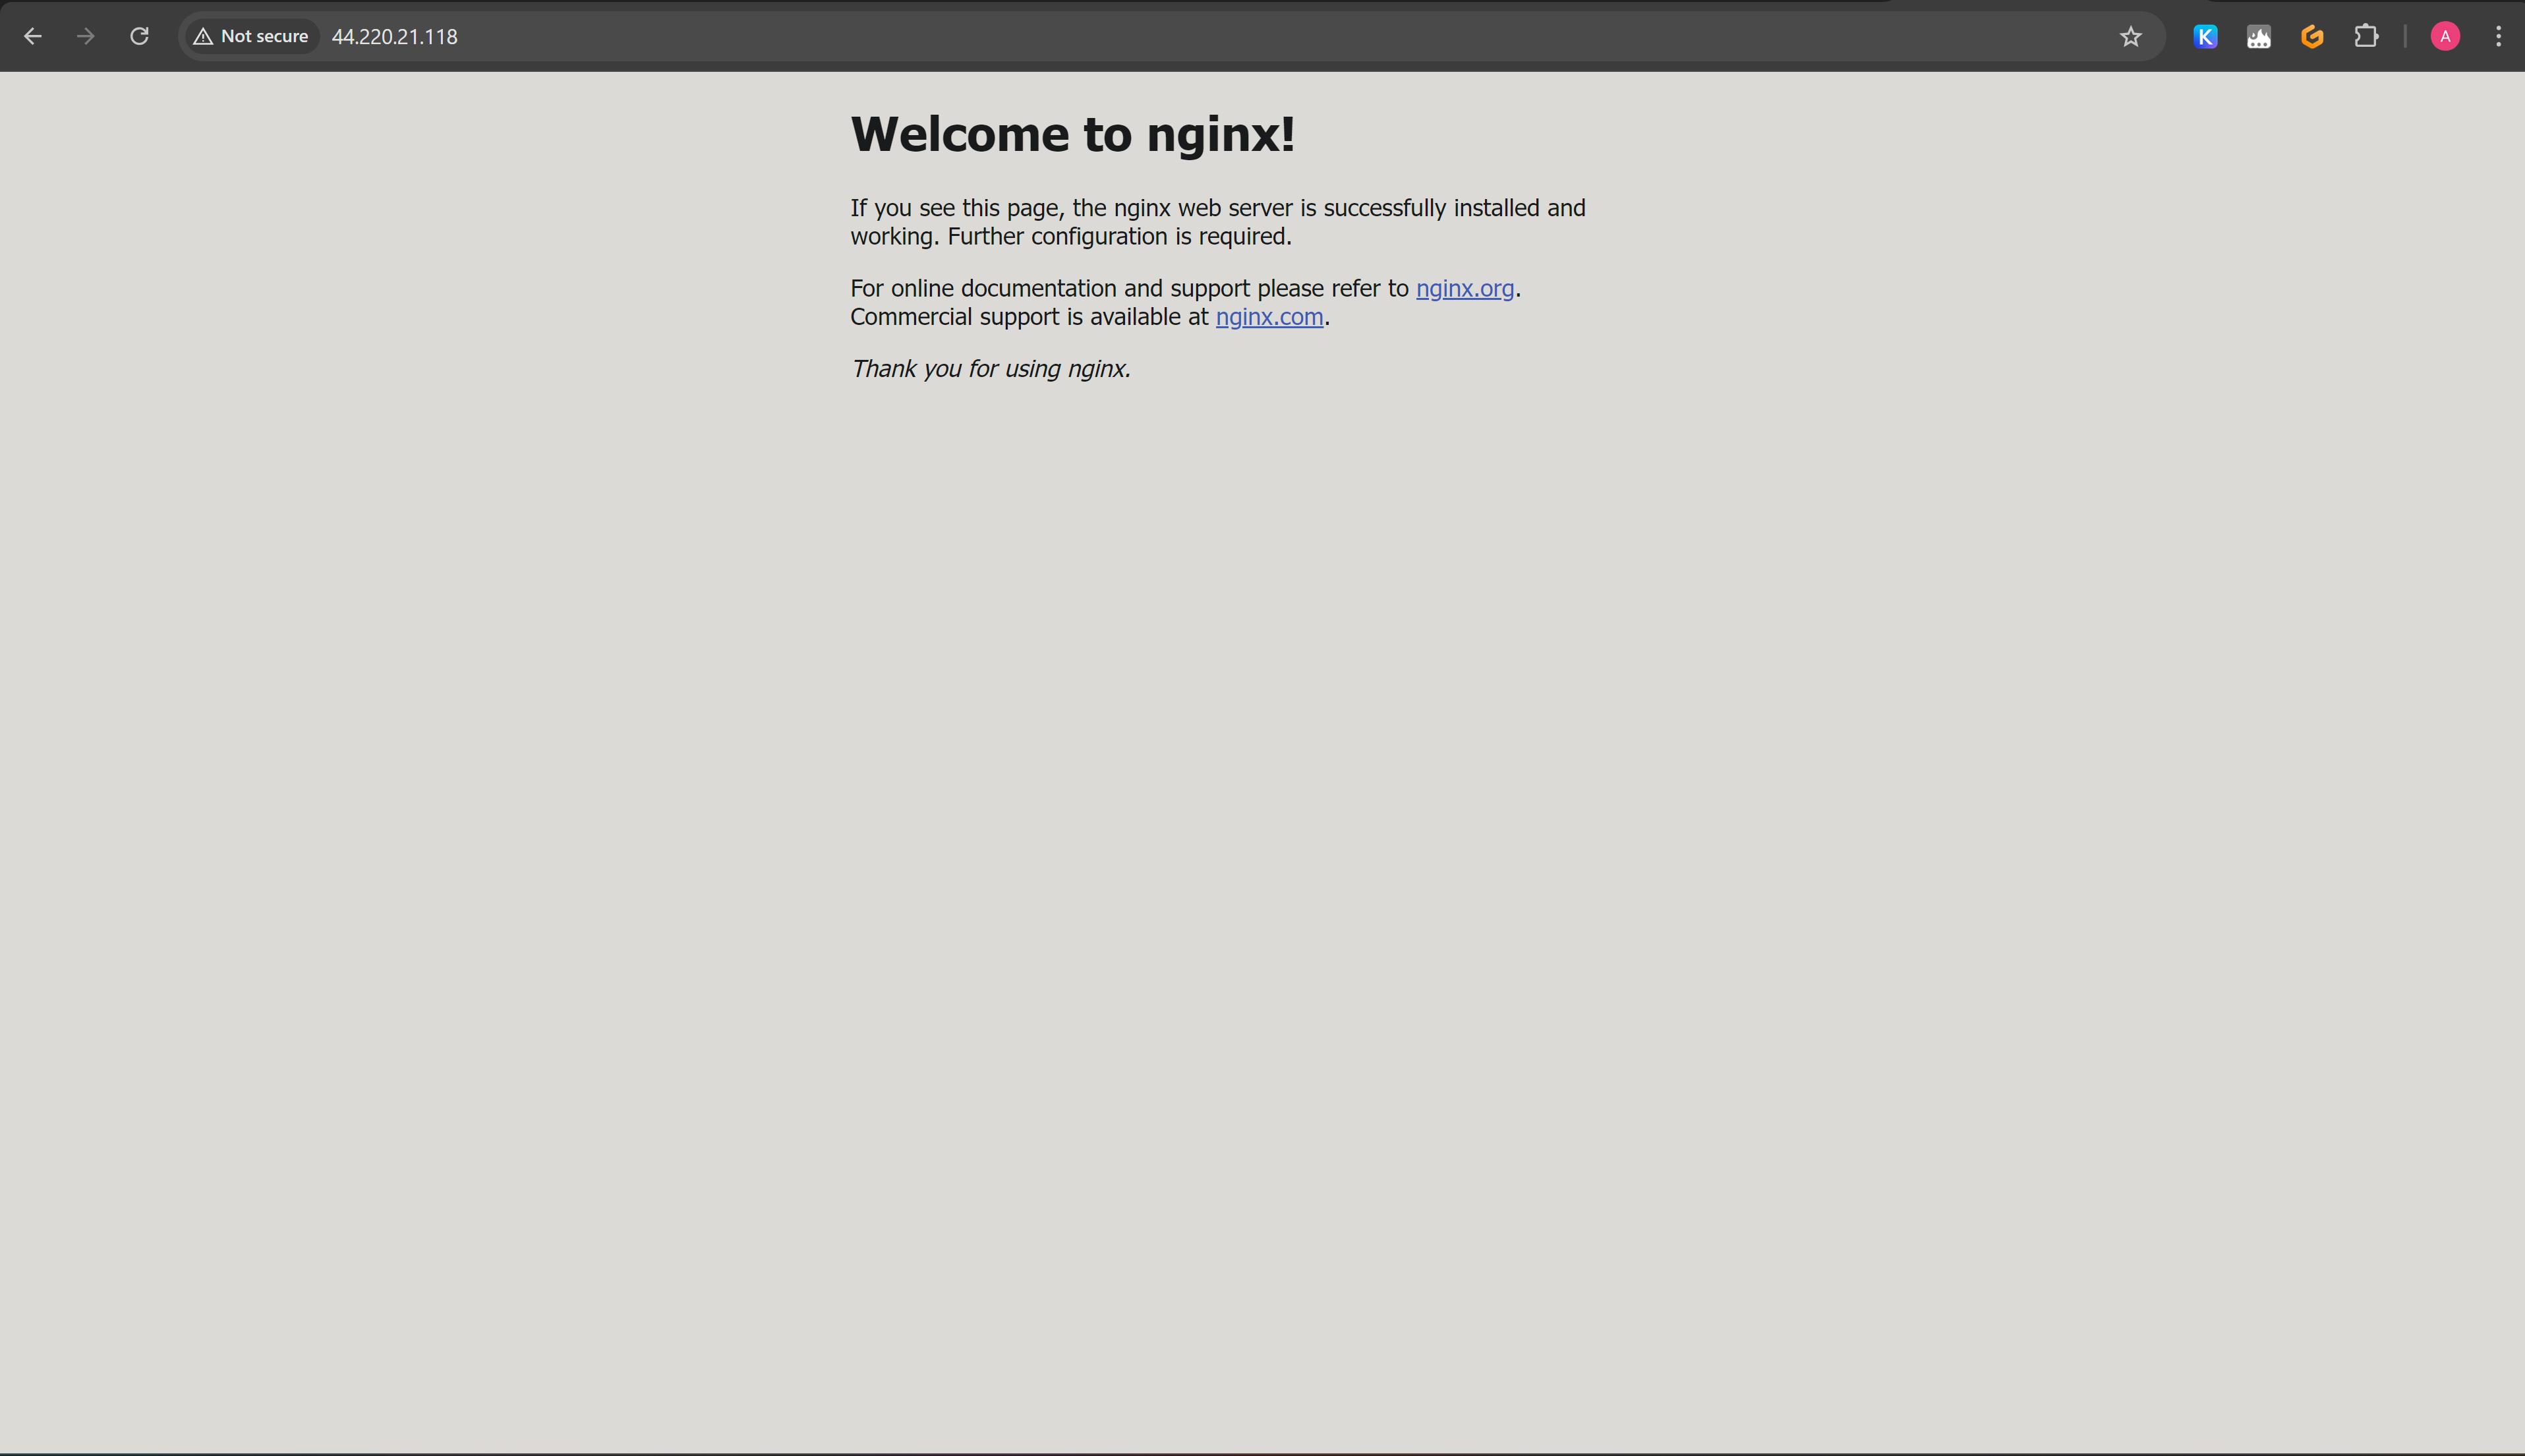 Not secure
44.220.21.118
K
A
Welcome to nginx!
If you see this page, the nginx web server is successfully installed and
working. Further configuration is required.
For online documentation and support please refer to nginx.org.
Commercial support is available at nginx.com.
Thank you for using nginx.